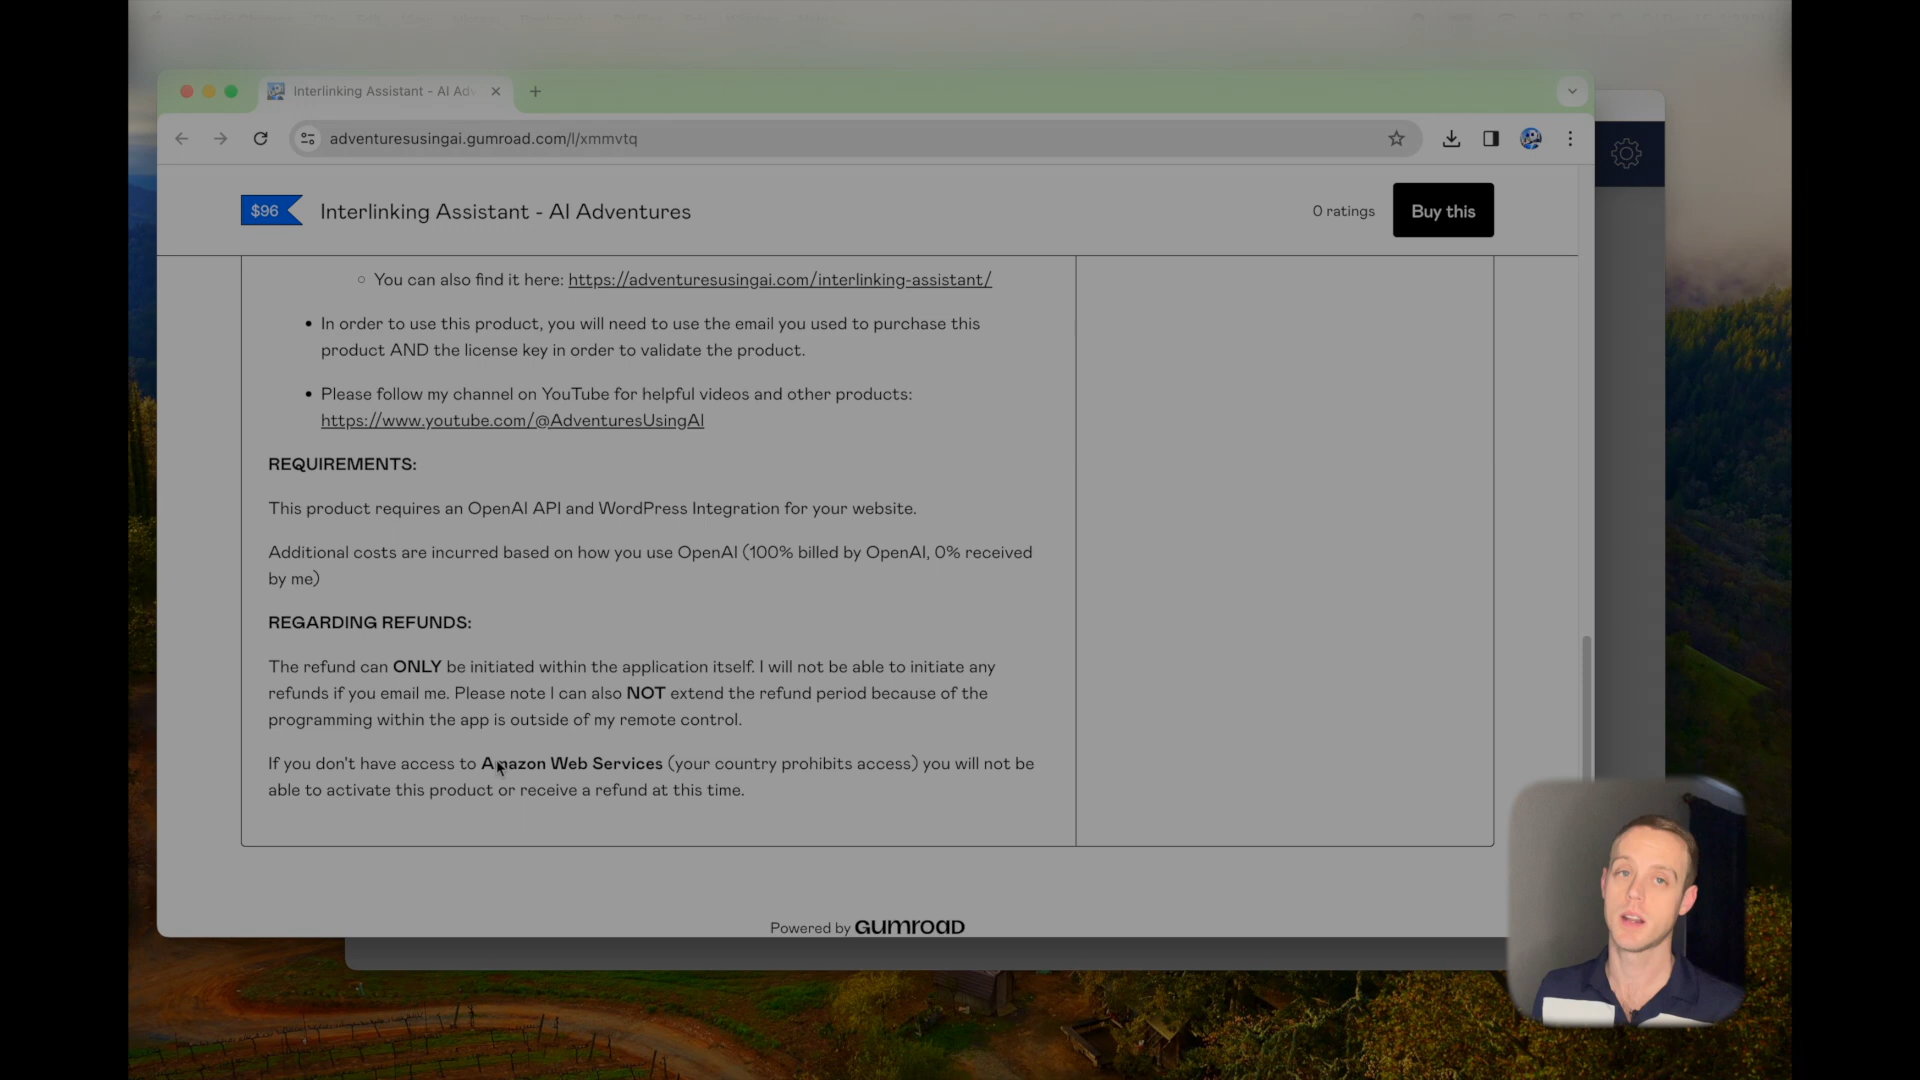 Interlinking Assistant - AI Adv
adventuresusingai.gumroad.com/l/xmmvtq
$96
Interlinking Assistant - AI Adventures
0 ratings
Buy this
You can also find it here: https://adventuresusingai.com/interlinking-assistant/
In order to use this product, you will need to use the email you used to purchase this
product AND the license key in order to validate the product.
Please follow my channel on YouTube for helpful videos and other products:
https://www.youtube.com/@AdventuresUsingAI
REQUIREMENTS:
This product requires an OpenAI API and WordPress Integration for your website.
Additional costs are incurred based on how you use OpenAI (100% billed by OpenAI, 0% received
by me)
REGARDING REFUNDS:
The refund can ONLY be initiated within the application itself. I will not be able to initiate any
refunds if you email me. Please note I can also NOT extend the refund period because of the
programming within the app is outside of my remote control.
If you don't have access to Amazon Web Services (your country prohibits access) you will not be
able to activate this product or receive a refund at this time.
Powered by GUMROAD